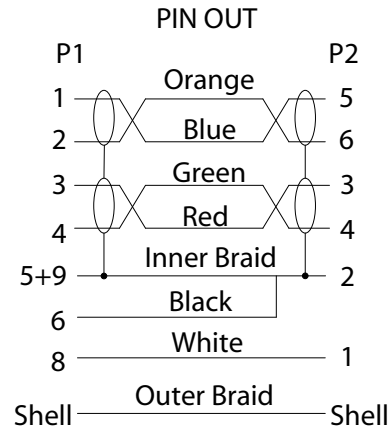 PIN OUT
P1 P2
Orange
1 5
Blue
2 6
Green
3 3
Red
4 4
Inner Braid
5+9 2
Black
6
White
8 1
Outer Braid
Shell Shell